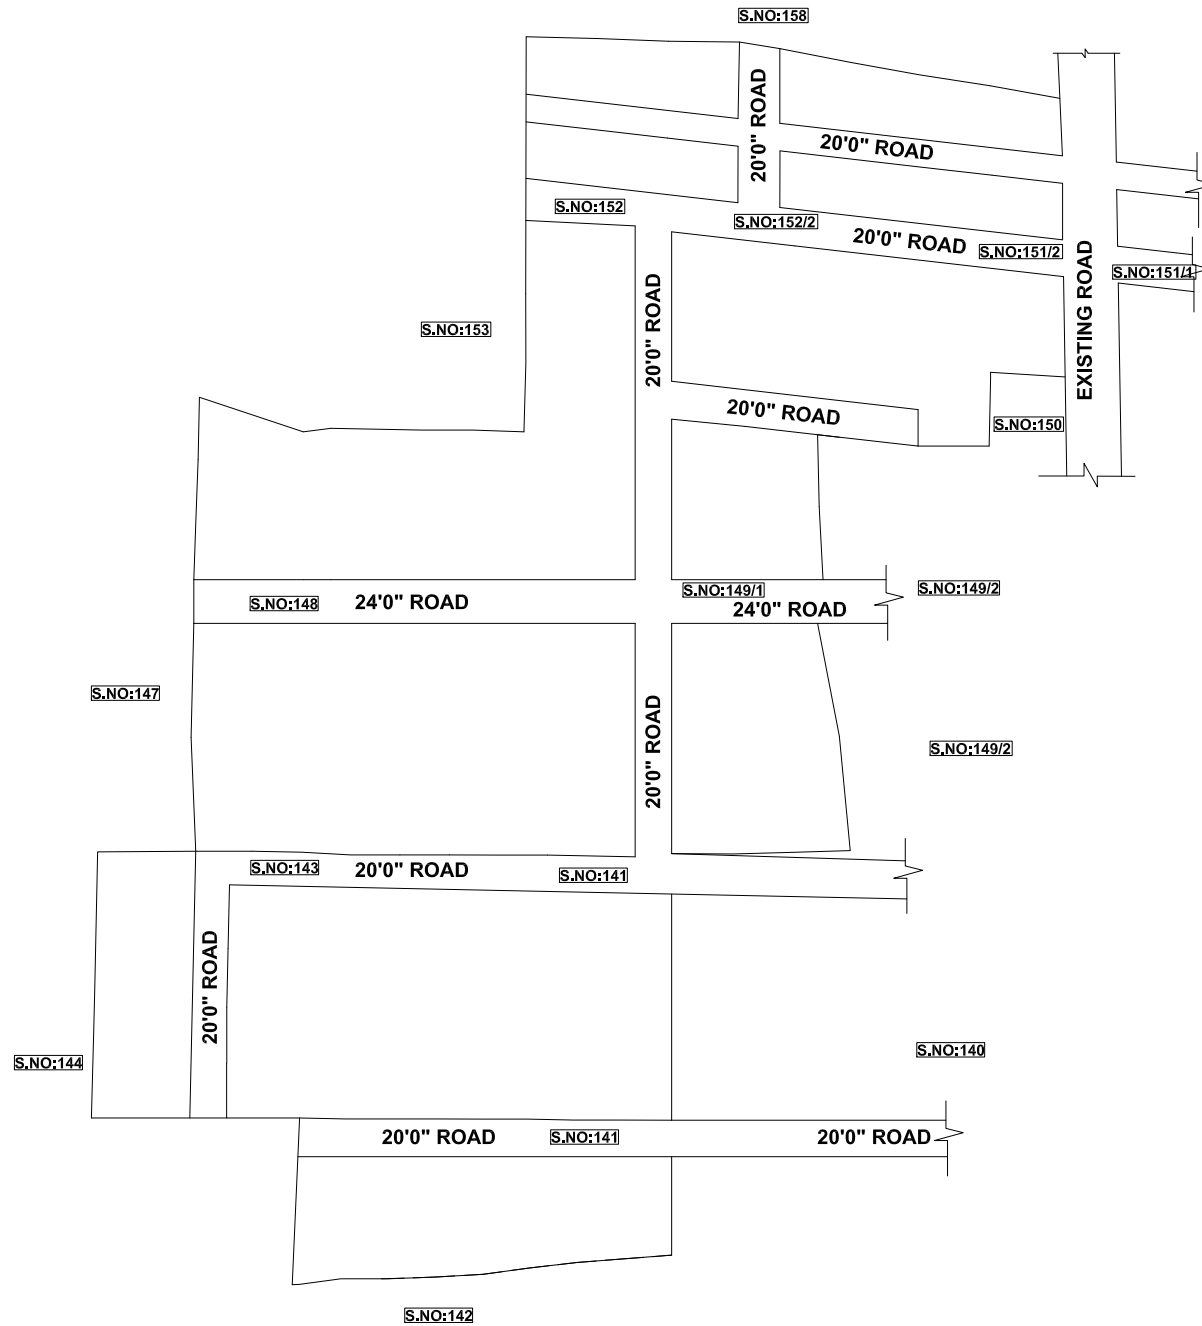 S.NO:158
20'0" ROAD
20'0" ROAD
S.NO:152
S.NO:152/2
20'0" ROAD
S.NO:151/2
S.NO:151/1
EXISTING ROAD
S.NO:153
20'0" ROAD
20'0" ROAD
S.NO:150
S.NO:148
24'0" ROAD
S.NO:149/1
24'0" ROAD
S.NO:149/2
S.NO:147
20'0" ROAD
S.NO:149/2
S.NO:143
20'0" ROAD
S.NO:141
20'0" ROAD
S.NO:144
S.NO:140
20'0" ROAD
S.NO:141
20'0" ROAD
S.NO:142